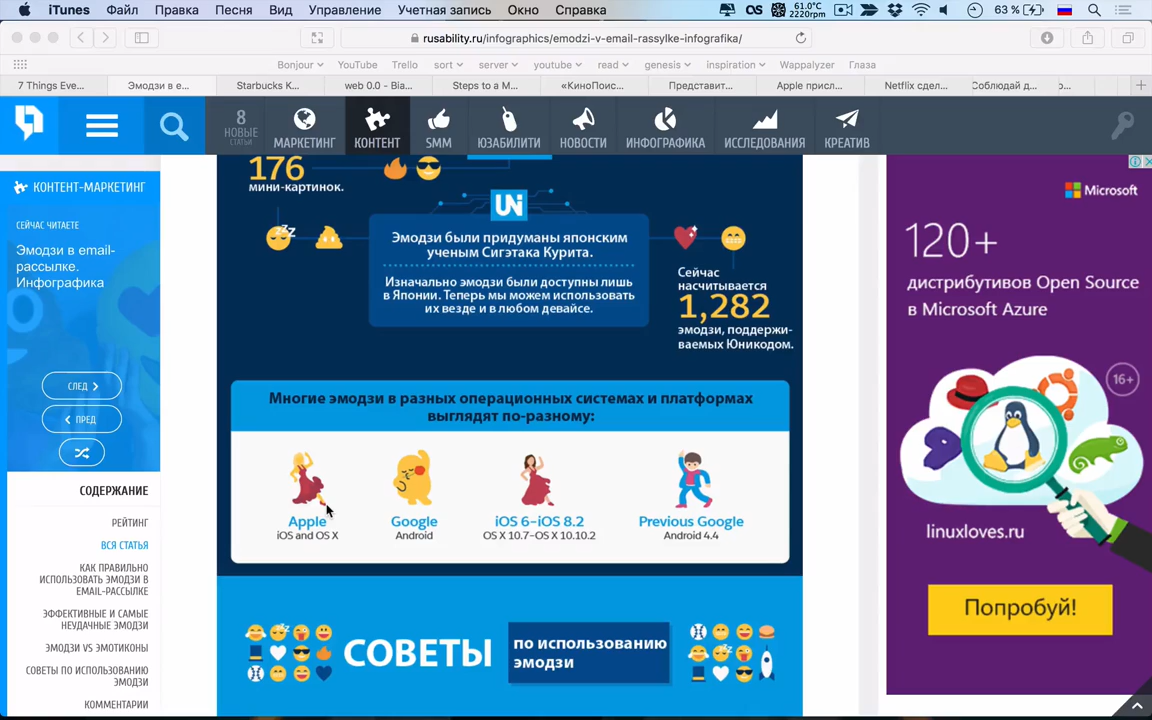 iTunes Файл Правка Песня Вид Управление Учетная запись Окно Справка
61.0°C
2220rpm
63 %
rusability.ru/infographics/emodzi-v-email-rassylke-infografika/
Bonjour YouTube Trello sort server youtube read genesis inspiration Wappalyzer Глаза
7 Things Eve... Эмодзи в e... Starbucks K... web 0.0 - Bia... Steps to a M... «КиноПоис... Представит... Apple присл... Netflix сдел... Соблюдай д...
8
НОВЫЕ
СТАТЬИ
МАРКЕТИНГ КОНТЕНТ SMM ЮЗАБИЛИТИ НОВОСТИ ИНФОГРАФИКА ИССЛЕДОВАНИЯ КРЕАТИВ
КОНТЕНТ-МАРКЕТИНГ
СЕЙЧАС ЧИТАЕТЕ
Эмодзи в email-
рассылке.
Инфографика
СЛЕД
ПРЕД
СОДЕРЖАНИЕ
РЕЙТИНГ
ВСЯ СТАТЬЯ
КАК ПРАВИЛЬНО
ИСПОЛЬЗОВАТЬ ЭМОДЗИ В
EMAIL-РАССЫЛКЕ
ЭФФЕКТИВНЫЕ И САМЫЕ
НЕУДАЧНЫЕ ЭМОДЗИ
ЭМОДЗИ VS ЭМОТИКОНЫ
СОВЕТЫ ПО ИСПОЛЬЗОВАНИЮ
ЭМОДЗИ
КОММЕНТАРИИ
176
мини-картинок.
UNi
Эмодзи были придуманы японским
ученым Сигэтака Курита.
Изначально эмодзи были доступны лишь
в Японии. Теперь мы можем использовать
их везде и в любом девайсе.
Сейчас
насчитывается
1,282
эмодзи, поддержи-
ваемых Юникодом.
Многие эмодзи в разных операционных системах и платформах
выглядят по-разному:
Apple
iOS and OS X
Google
Android
iOS 6–iOS 8.2
OS X 10.7–OS X 10.10.2
Previous Google
Android 4.4
СОВЕТЫ
по использованию
эмодзи
Microsoft
120+
дистрибутивов Open Source
в Microsoft Azure
16+
linuxloves.ru
Попробуй!